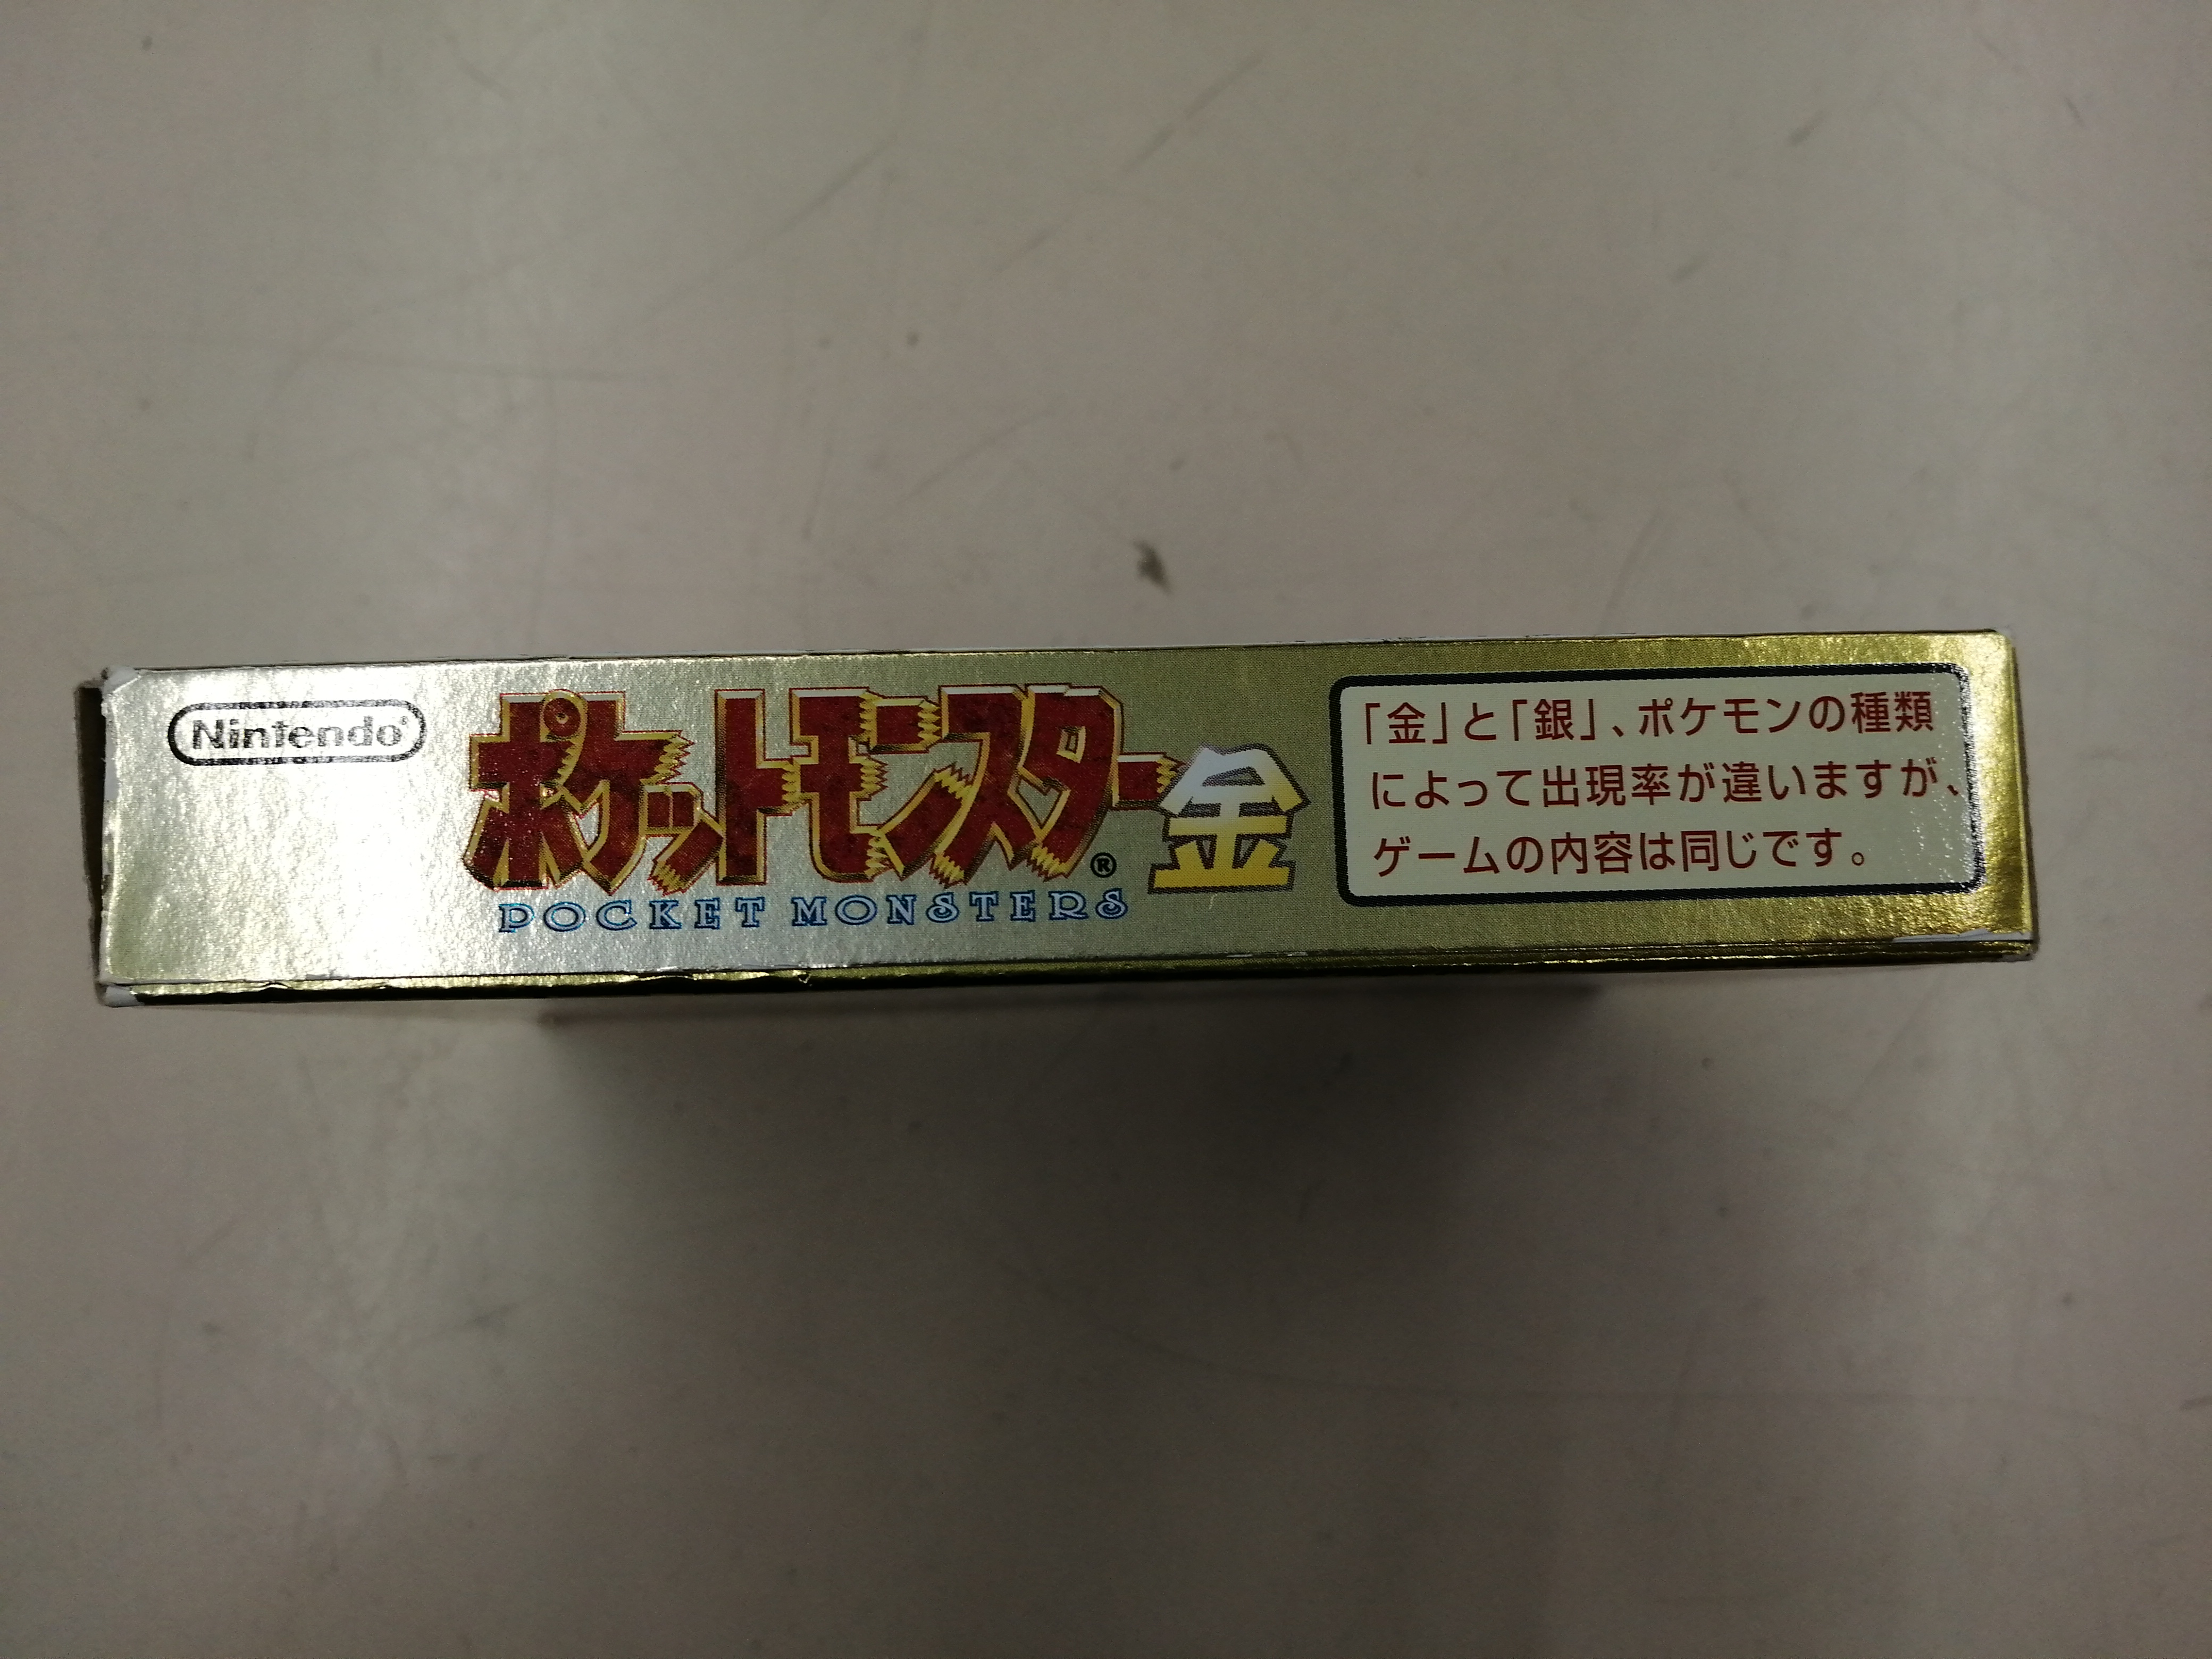 Nintendo®
ポケットモンスター金
®
POCKET MONSTERS
「金」と「銀」、ポケモンの種類
によって出現率が違いますが、
ゲームの内容は同じです。